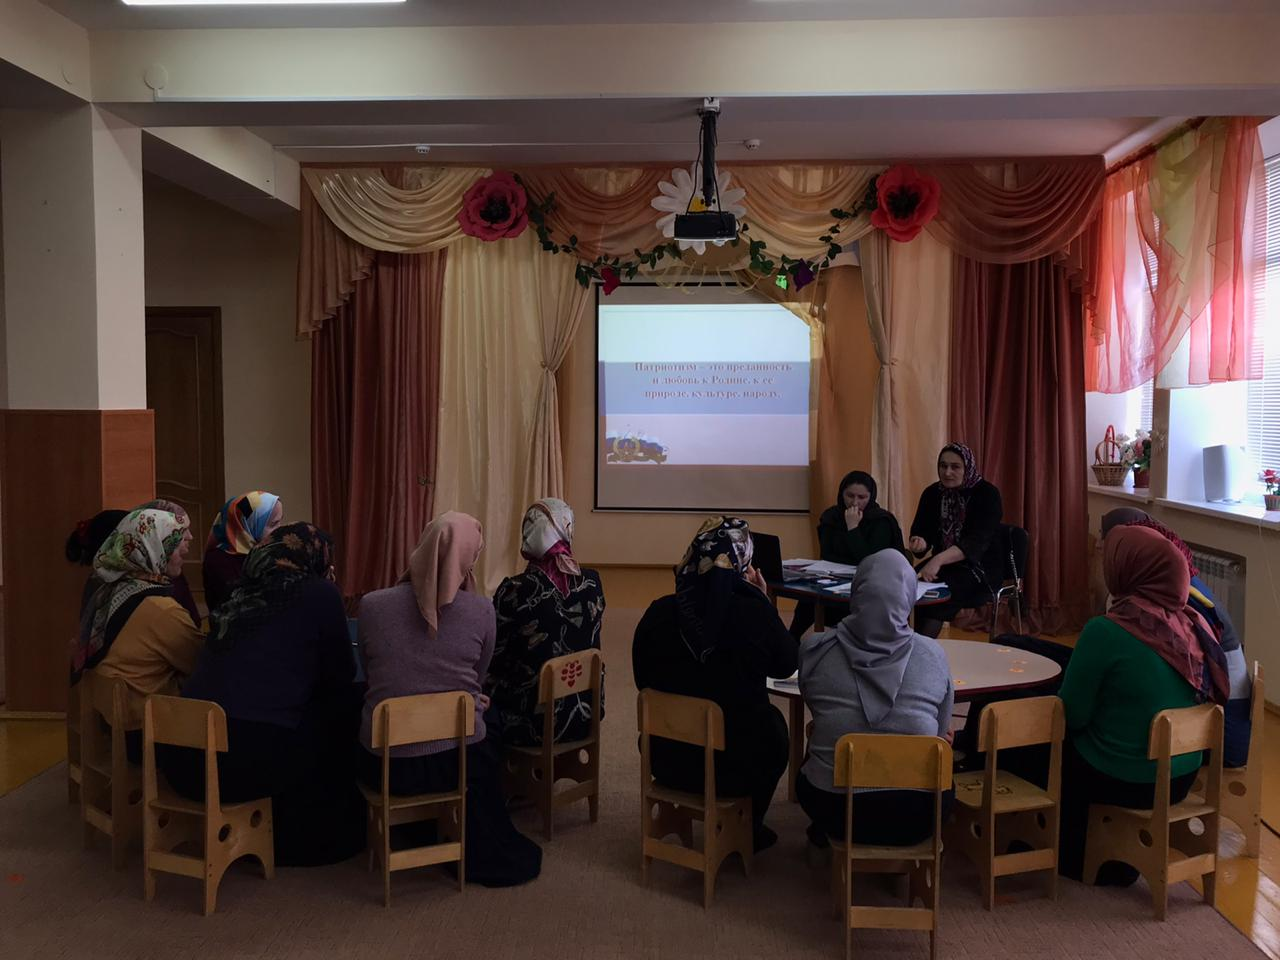 Патриотизм – это преданность
и любовь к Родине, к ее
природе, культуре, народу.